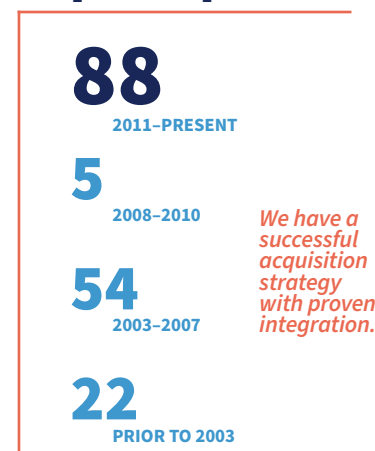 88
2011–PRESENT
5
2008–2010
54
2003–2007
22
PRIOR TO 2003
We have a
successful
acquisition
strategy
with proven
integration.